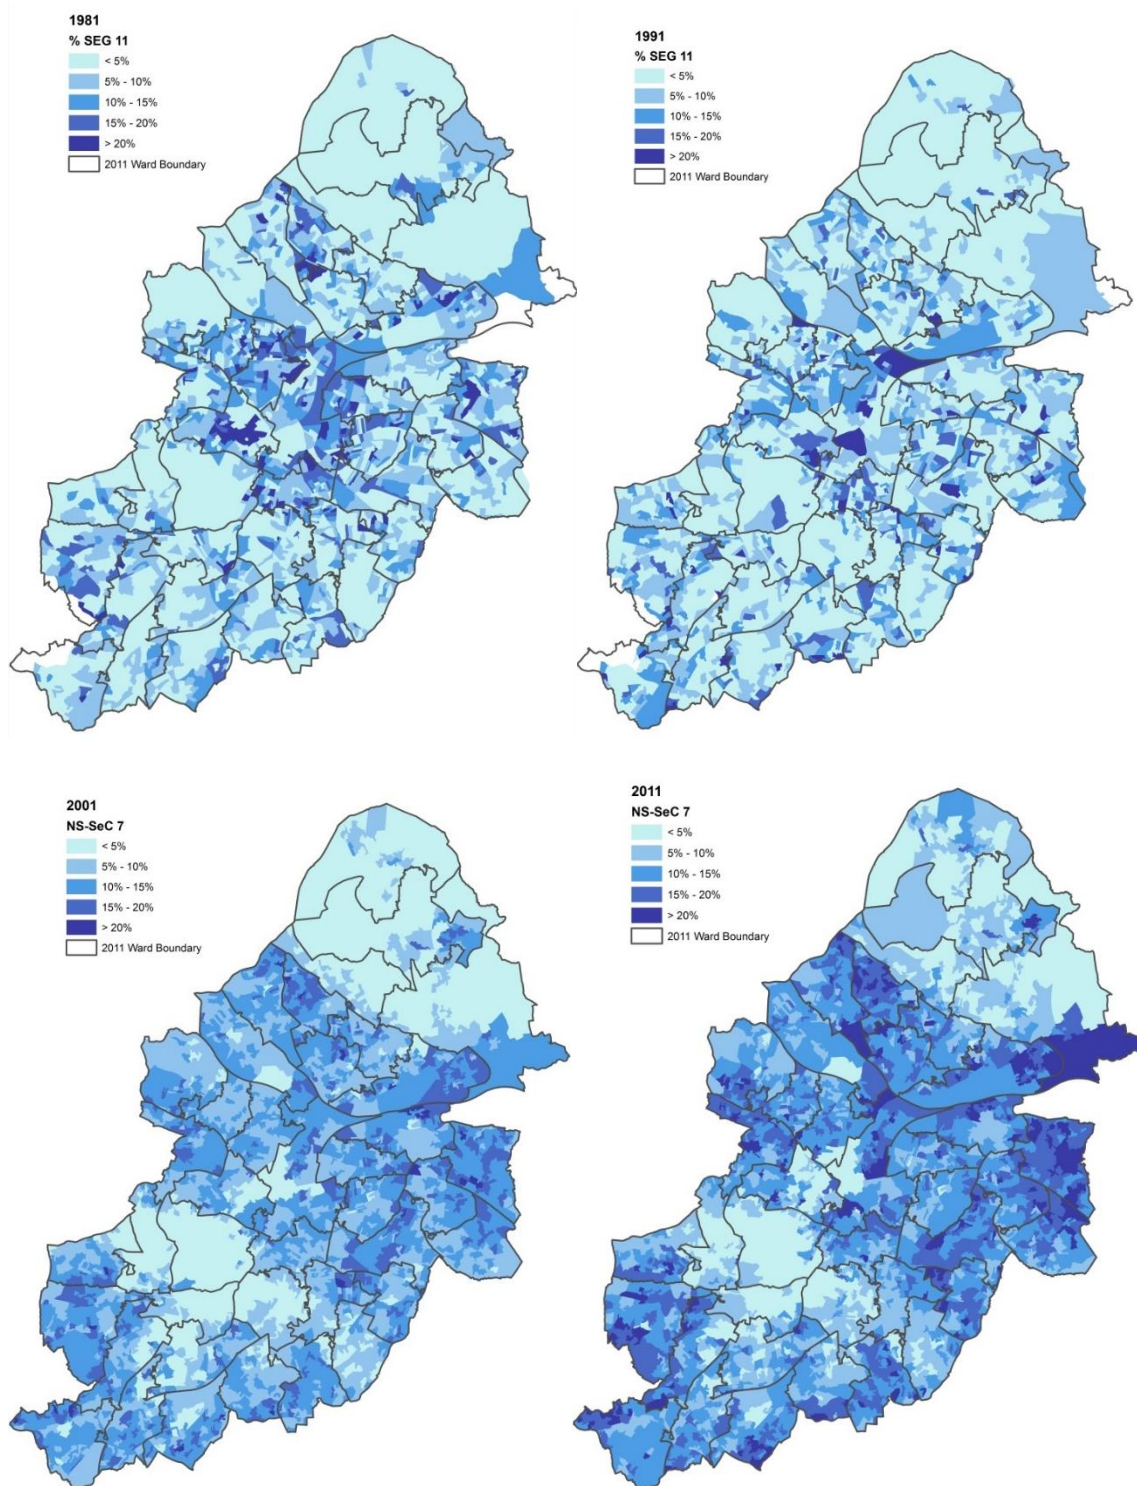 1981
% SEG 11
< 5%
5% - 10%
10% - 15%
15% - 20%
> 20%
2011 Ward Boundary
1991
% SEG 11
< 5%
5% - 10%
10% - 15%
15% - 20%
> 20%
2011 Ward Boundary
2001
NS-SeC 7
< 5%
5% - 10%
10% - 15%
15% - 20%
> 20%
2011 Ward Boundary
2011
NS-SeC 7
< 5%
5% - 10%
10% - 15%
15% - 20%
> 20%
2011 Ward Boundary